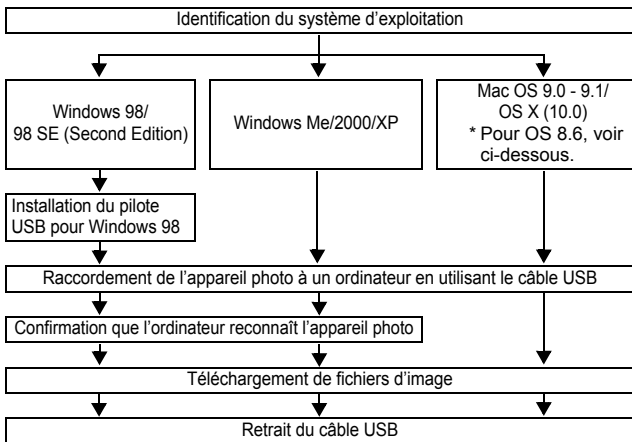 Identification du système d’exploitation
Windows 98/
98 SE (Second Edition)
Windows Me/2000/XP
Mac OS 9.0 - 9.1/
OS X (10.0)
* Pour OS 8.6, voir
ci-dessous.
Installation du pilote
USB pour Windows 98
Raccordement de l’appareil photo à un ordinateur en utilisant le câble USB
Confirmation que l’ordinateur reconnaît l’appareil photo
Téléchargement de fichiers d’image
Retrait du câble USB